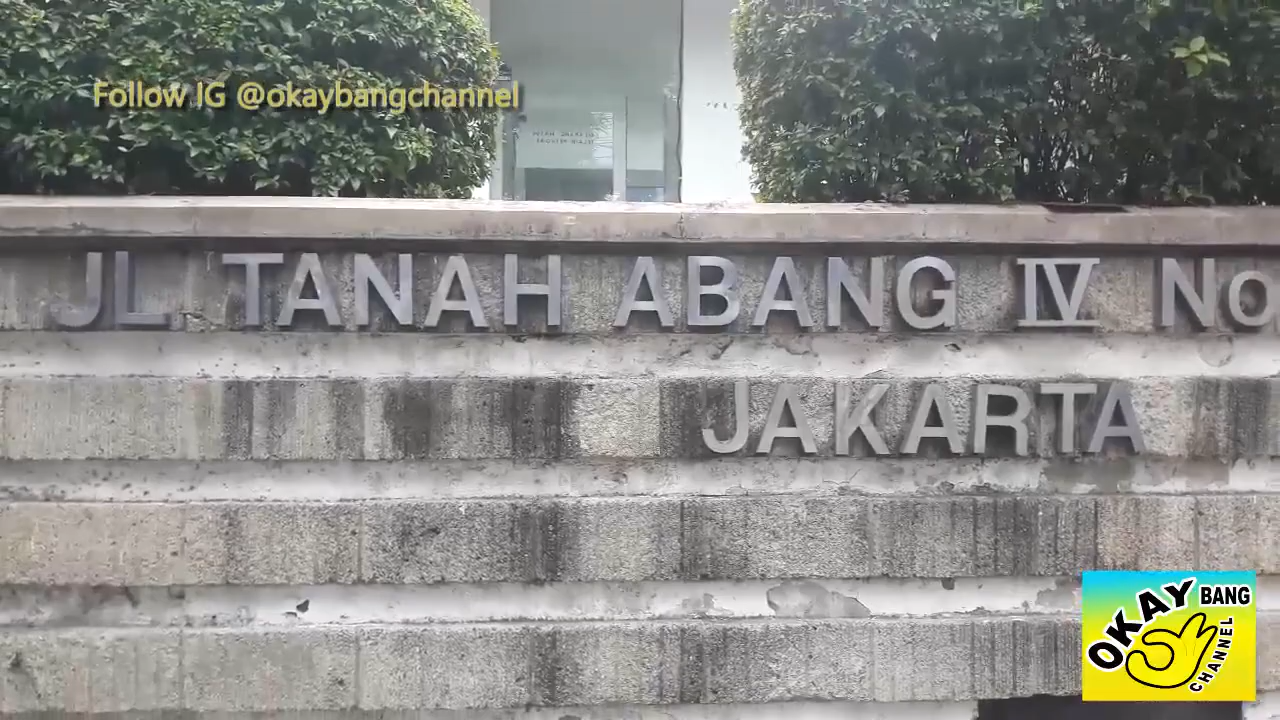 Follow IG @okaybangchannel
JL TANAH ABANG IV No
JAKARTA
OKAY BANG
CHANNEL